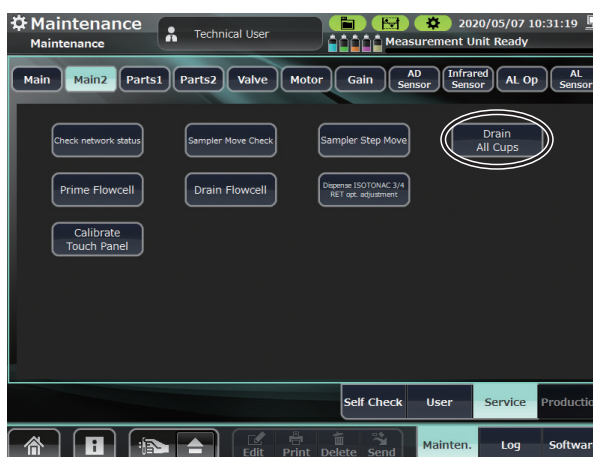 Maintenance
Maintenance
Technical User
2020/05/07 10:31:19
Measurement Unit Ready
Main
Main2
Parts1
Parts2
Valve
Motor
Gain
AD
Sensor
Infrared
Sensor
AL Op
AL
Sensor
Check network status
Sampler Move Check
Sampler Step Move
Drain
All Cups
Prime Flowcell
Drain Flowcell
Dispense ISOTONAC 3/4
RET opt. adjustment
Calibrate
Touch Panel
Self Check
User
Service
Productio
Edit
Print
Delete
Send
Mainten.
Log
Softwar